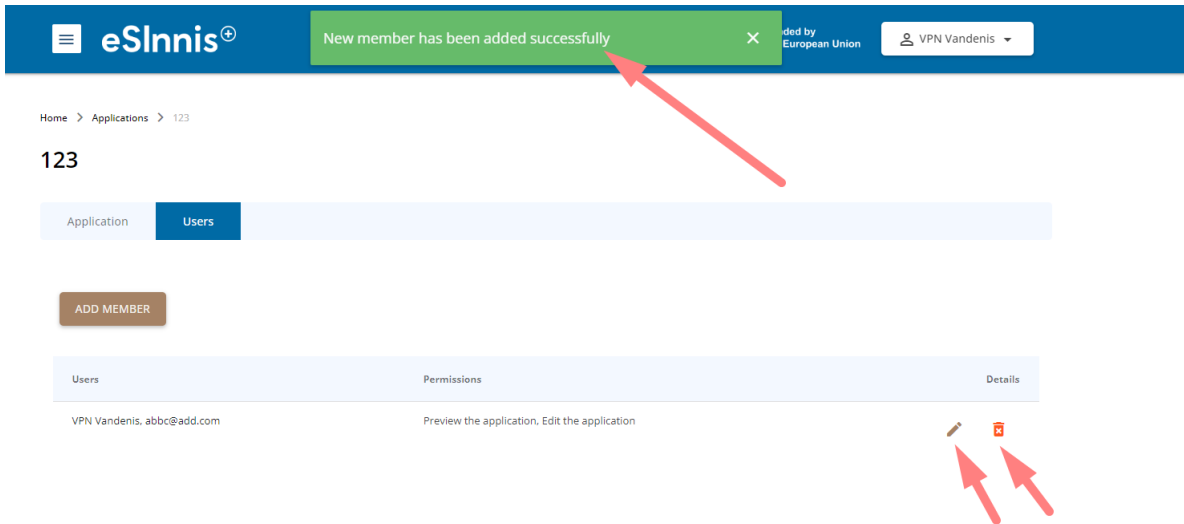 eSInnis
New member has been added successfully
ded by
European Union
VPN Vandenis
Home > Applications > 123
123
Application Users
ADD MEMBER
Users Permissions Details
VPN Vandenis, abbc@add.com Preview the application, Edit the application